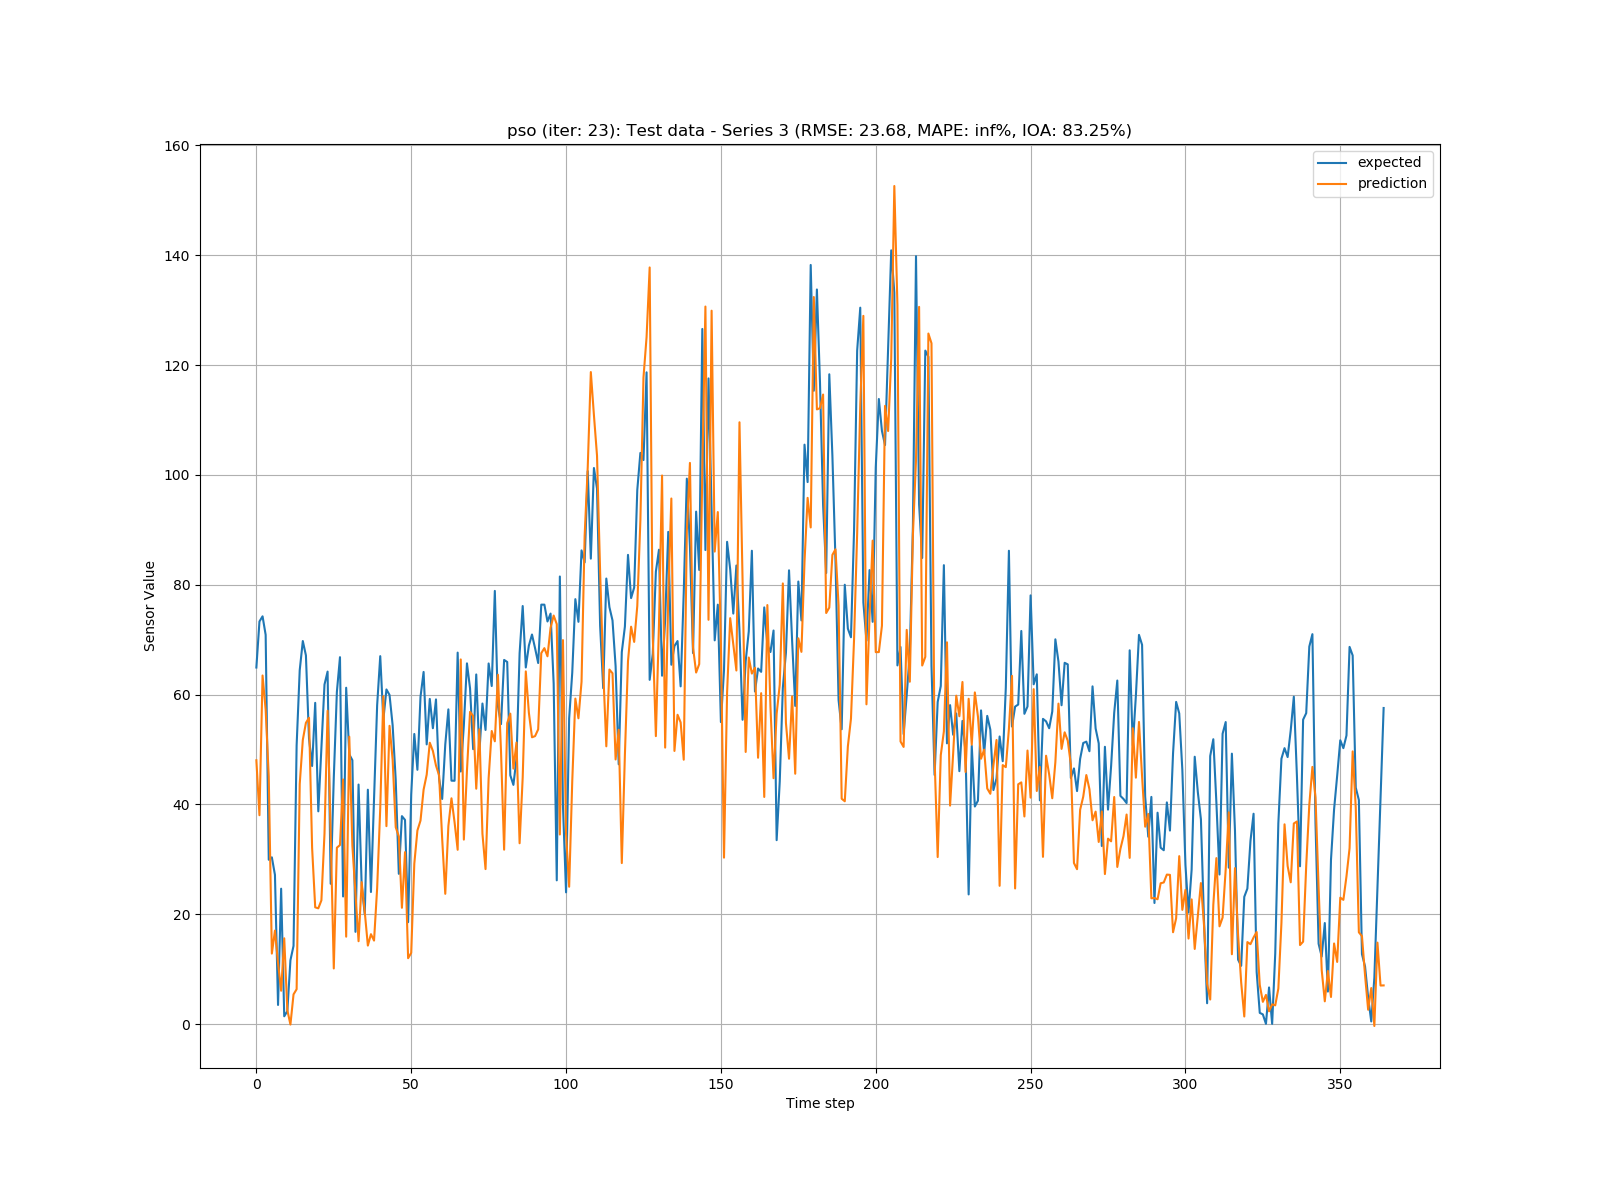 pso (iter: 23): Test data - Series 3 (RMSE: 23.68, MAPE: inf%, IOA: 83.25%)
expected
prediction
160
140
120
100
80
60
40
20
0
Sensor Value
0 50 100 150 200 250 300 350
Time step